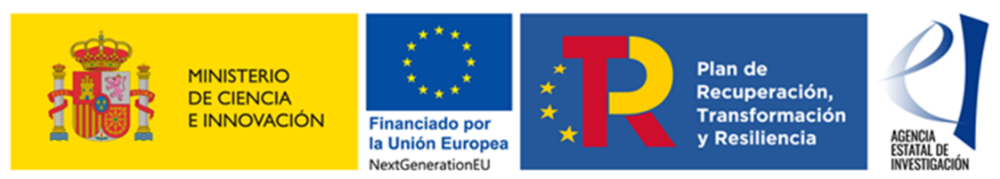 MINISTERIO
DE CIENCIA
E INNOVACIÓN
Financiado por
la Unión Europea
NextGenerationEU
TR
Plan de
Recuperación,
Transformación
y Resiliencia
AGENCIA
ESTATAL DE
INVESTIGACIÓN